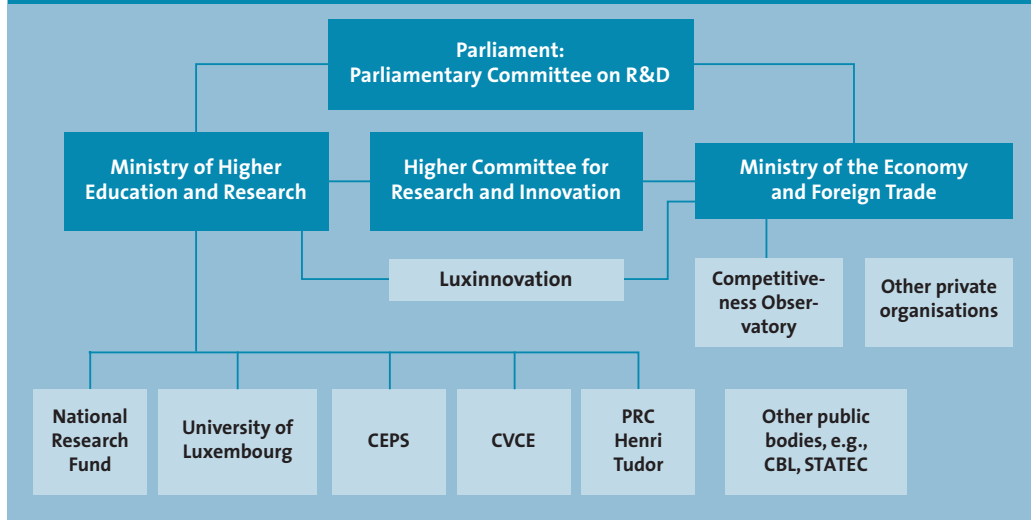 Parliament:
Parliamentary Committee on R&D
Ministry of Higher
Education and Research
Higher Committee for
Research and Innovation
Ministry of the Economy
and Foreign Trade
Luxinnovation
Competitive-
ness Obser-
vatory
Other private
organisations
National
Research
Fund
University of
Luxembourg
CEPS
CVCE
PRC
Henri
Tudor
Other public
bodies, e.g.,
CBL, STATEC